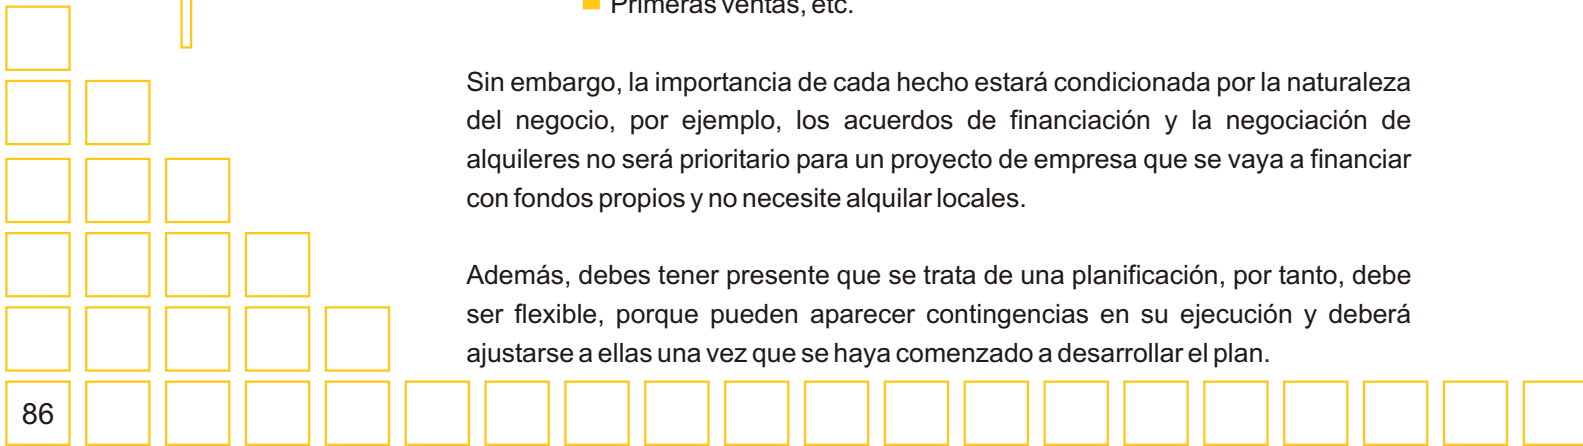 Primeras ventas, etc.
Sin embargo, la importancia de cada hecho estará condicionada por la naturaleza
del negocio, por ejemplo, los acuerdos de financiación y la negociación de
alquileres no será prioritario para un proyecto de empresa que se vaya a financiar
con fondos propios y no necesite alquilar locales.
Además, debes tener presente que se trata de una planificación, por tanto, debe
ser flexible, porque pueden aparecer contingencias en su ejecución y deberá
ajustarse a ellas una vez que se haya comenzado a desarrollar el plan.
86